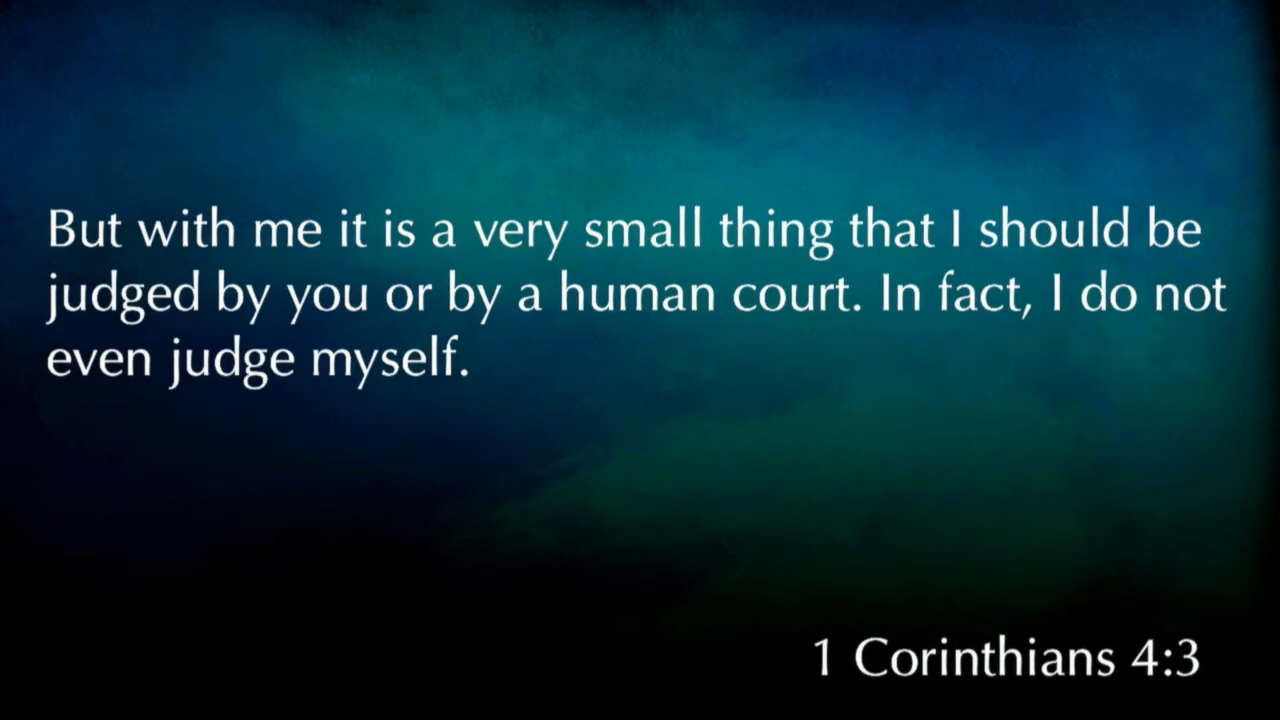 But with me it is a very small thing that I should be
judged by you or by a human court. In fact, I do not
even judge myself.
1 Corinthians 4:3